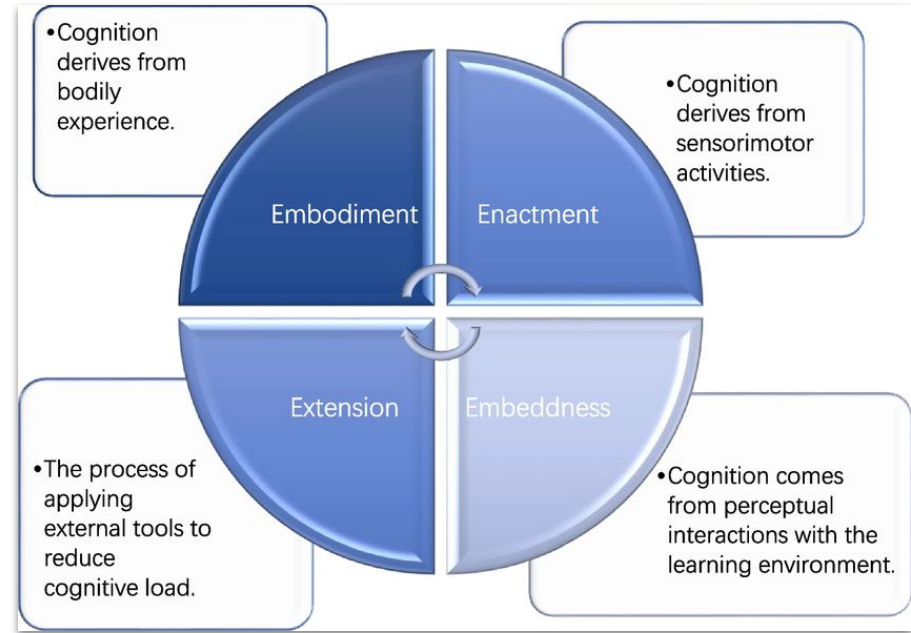 •Cognition
derives from
bodily
experience.
•Cognition
derives from
sensorimotor
activities.
Embodiment
Enactment
Extension
Embeddness
•The process of
applying
external tools to
reduce
cognitive load.
•Cognition comes
from perceptual
interactions with the
learning environment.